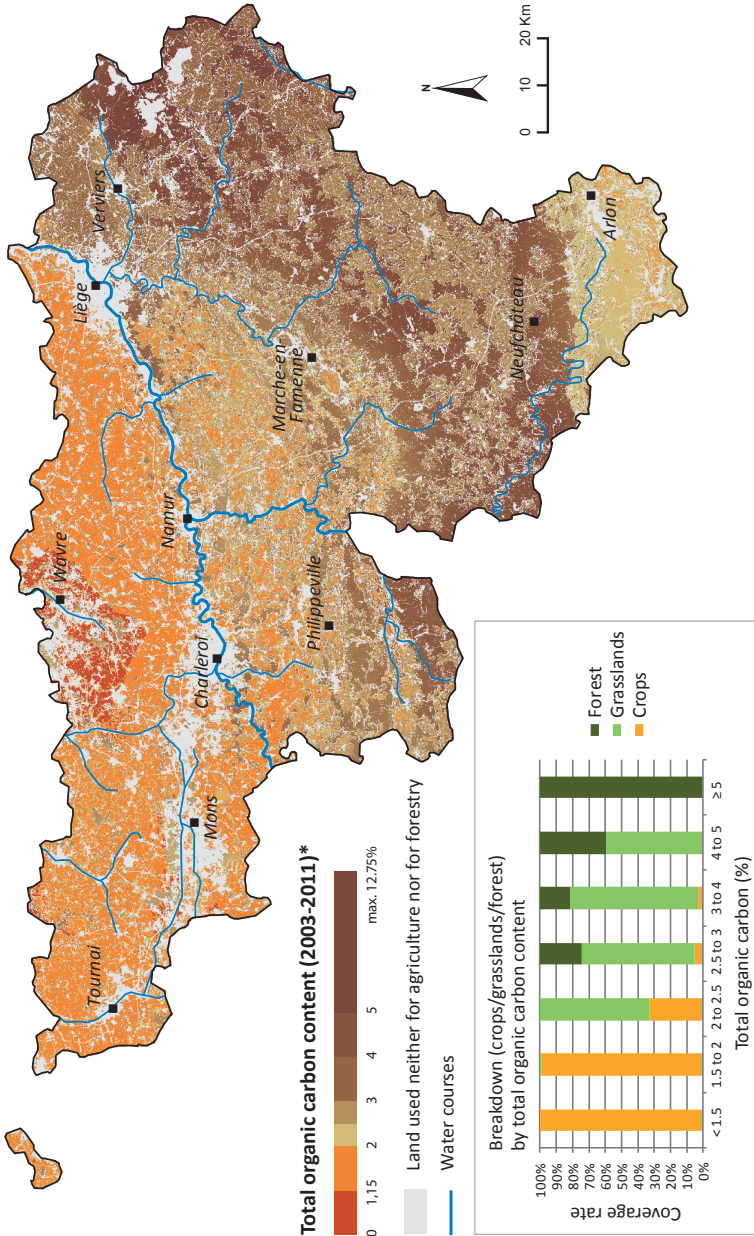 Tournai
Mons
Charleroi
Wavre
Namur
Liège
Verviers
Philippeville
Marche-en-
Famenne
Neufchâteau
Arlon
N
0 10 20 Km
Total organic carbon content (2003-2011)*
0 1,15 2 3 4 5 max. 12.75%
Land used neither for agriculture nor for forestry
Water courses
Breakdown (crops/grasslands/forest)
by total organic carbon content
Coverage rate
100%
90%
80%
70%
60%
50%
40%
30%
20%
10%
0%
< 1.5 1.5 to 2 2 to 2.5 2.5 to 3 3 to 4 4 to 5 ≥ 5
Total organic carbon (%)
Forest
Grasslands
Crops